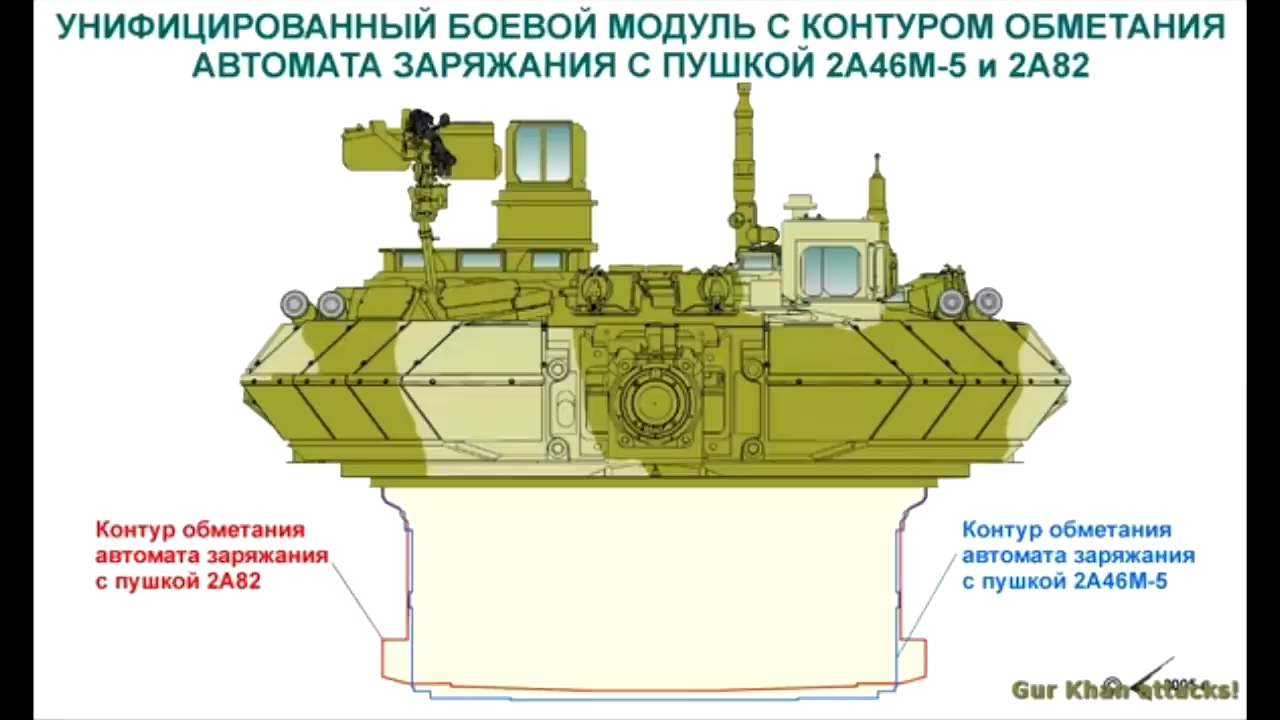 УНИФИЦИРОВАННЫЙ БОЕВОЙ МОДУЛЬ С КОНТУРОМ ОБМЕТАНИЯ
АВТОМАТА ЗАРЯЖАНИЯ С ПУШКОЙ 2А46М-5 и 2А82
Контур обметания
автомата заряжания
с пушкой 2А82
Контур обметания
автомата заряжания
с пушкой 2А46М-5
Gur Khan attacks!